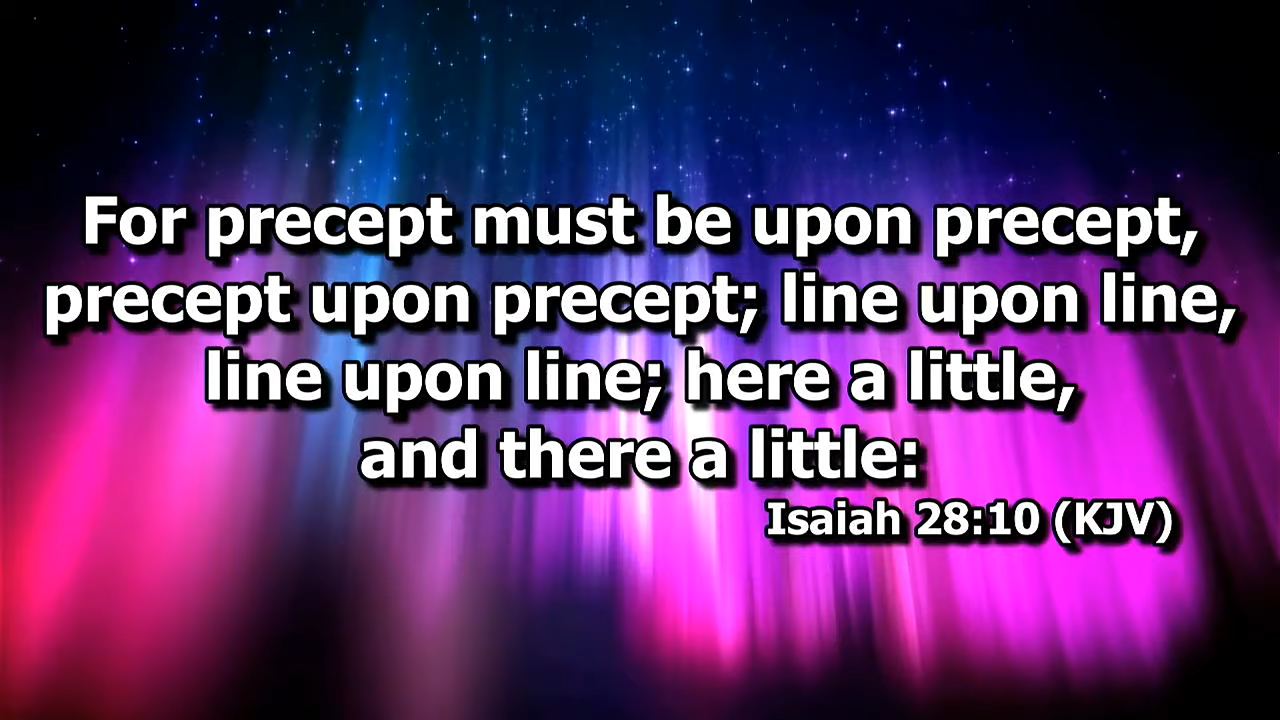 For precept must be upon precept,
precept upon precept; line upon line,
line upon line; here a little,
and there a little:
Isaiah 28:10 (KJV)